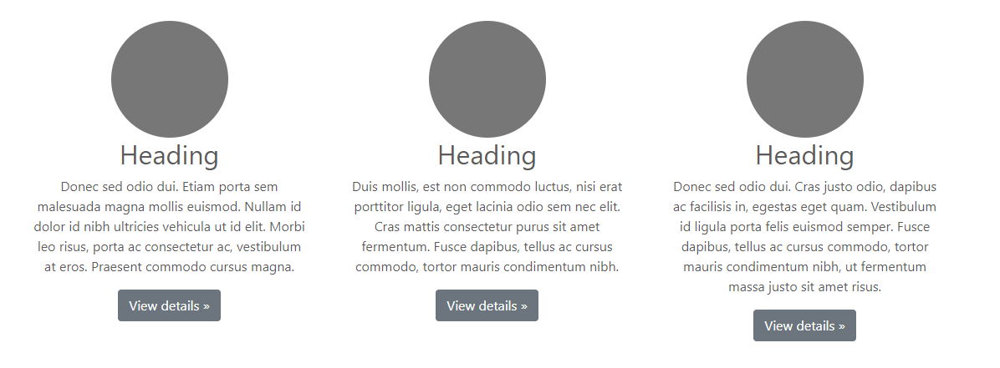 Heading
Donec sed odio dui. Etiam porta sem
malesuada magna mollis euismod. Nullam id
dolor id nibh ultricies vehicula ut id elit. Morbi
leo risus, porta ac consectetur ac, vestibulum
at eros. Praesent commodo cursus magna.
View details »
Heading
Duis mollis, est non commodo luctus, nisi erat
porttitor ligula, eget lacinia odio sem nec elit.
Cras mattis consectetur purus sit amet
fermentum. Fusce dapibus, tellus ac cursus
commodo, tortor mauris condimentum nibh.
View details »
Heading
Donec sed odio dui. Cras justo odio, dapibus
ac facilisis in, egestas eget quam. Vestibulum
id ligula porta felis euismod semper. Fusce
dapibus, tellus ac cursus commodo, tortor
mauris condimentum nibh, ut fermentum
massa justo sit amet risus.
View details »